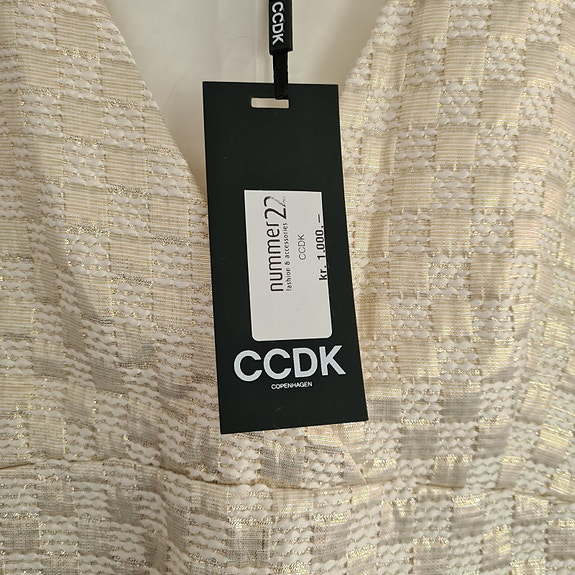 CCDK
nummer22
fashion & accessories
CCDK
kr. 1.000,–
CCDK
COPENHAGEN